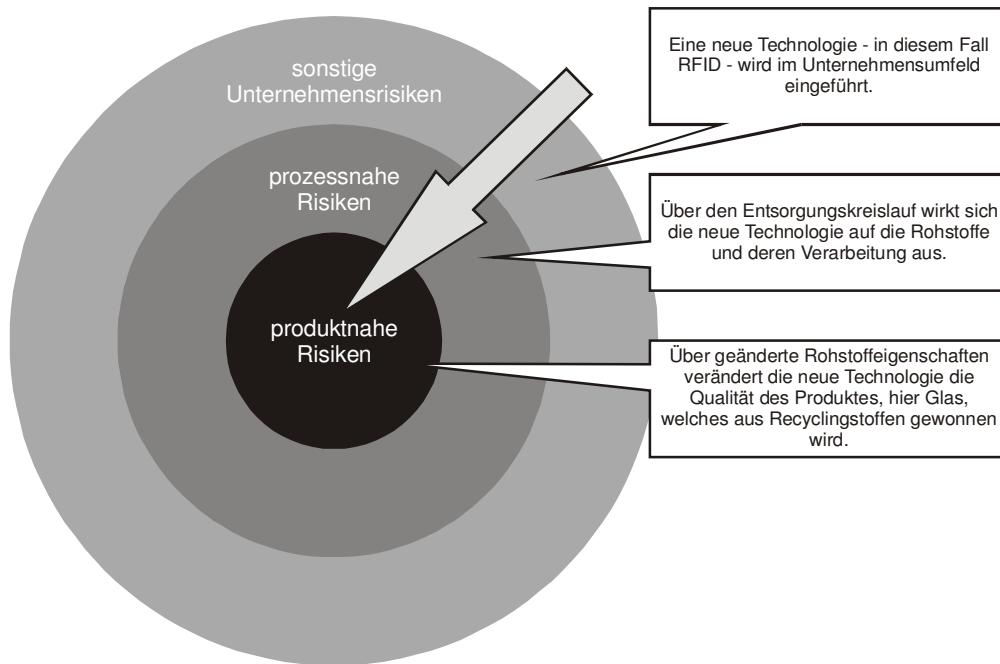 sonstige
Unternehmensrisiken
prozessnahe
Risiken
produktnahe
Risiken
Eine neue Technologie - in diesem Fall
RFID - wird im Unternehmensumfeld
eingeführt.
Über den Entsorgungskreislauf wirkt sich
die neue Technologie auf die Rohstoffe
und deren Verarbeitung aus.
Über geänderte Rohstoffeigenschaften
verändert die neue Technologie die
Qualität des Produktes, hier Glas,
welches aus Recyclingstoffen gewonnen
wird.